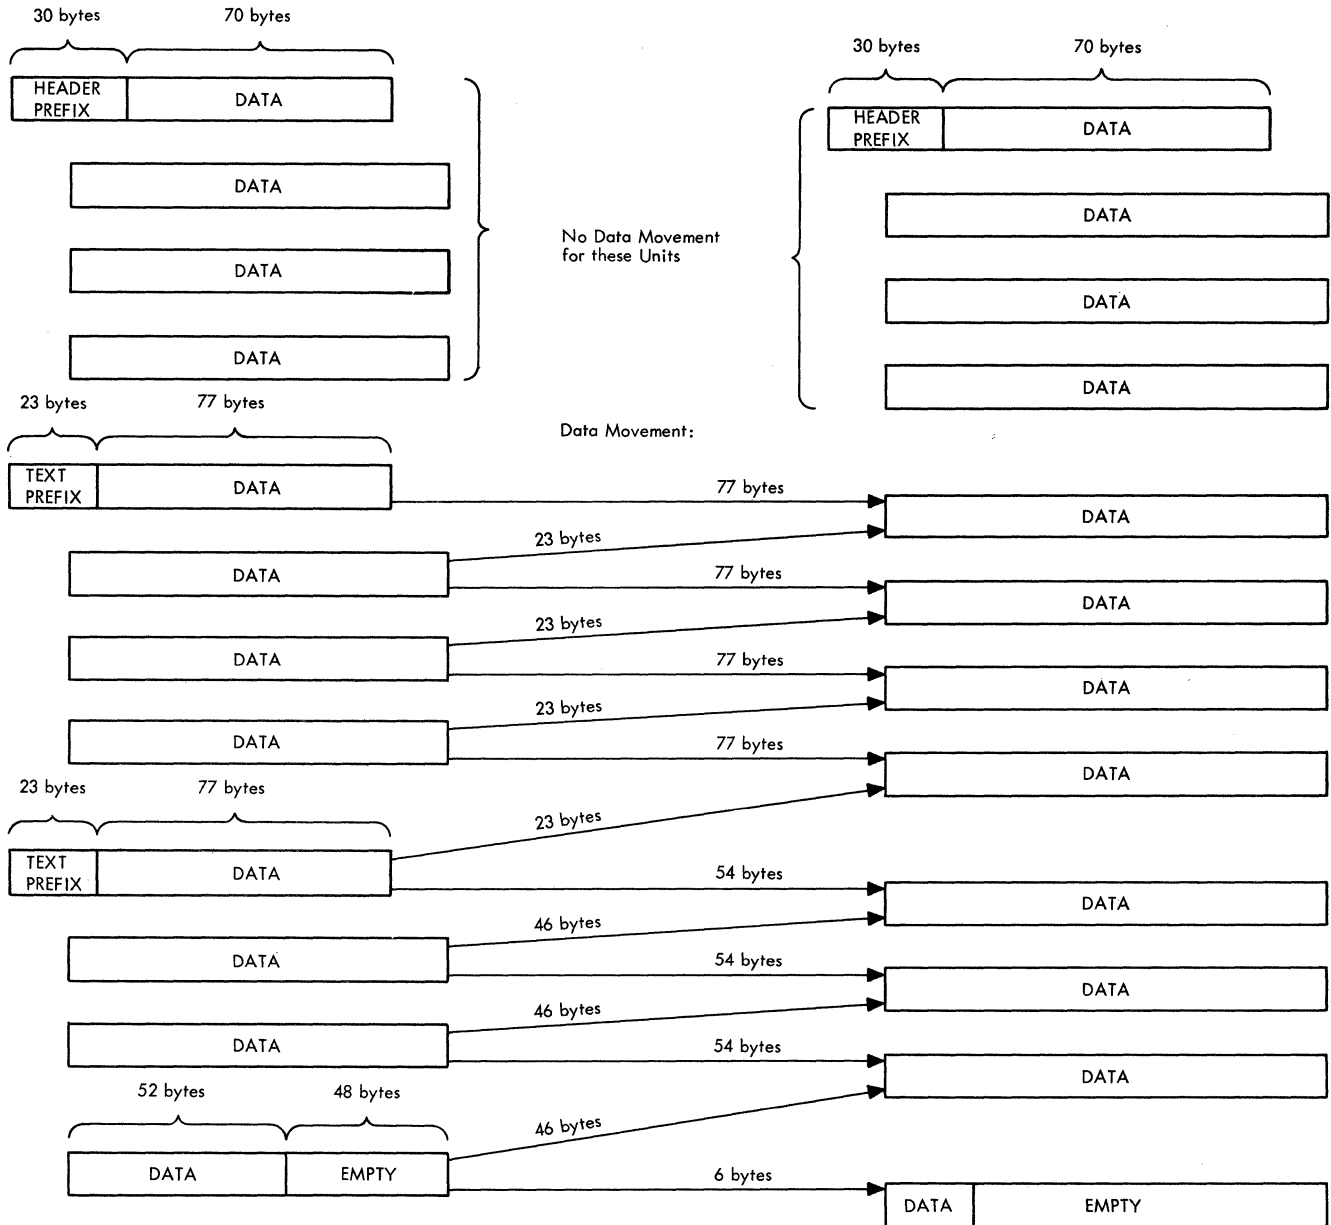 30 bytes 70 bytes
HEADER PREFIX DATA
DATA
DATA
DATA
30 bytes 70 bytes
HEADER PREFIX DATA
DATA
DATA
DATA
No Data Movement
for these Units
Data Movement:
23 bytes 77 bytes
TEXT PREFIX DATA
77 bytes
DATA
23 bytes
DATA
77 bytes
DATA
23 bytes
DATA
77 bytes
DATA
23 bytes
DATA
77 bytes
DATA
23 bytes 77 bytes
23 bytes
TEXT PREFIX DATA
54 bytes
DATA
46 bytes
DATA
54 bytes
DATA
46 bytes
DATA
54 bytes
DATA
52 bytes 48 bytes
46 bytes
DATA EMPTY
6 bytes
DATA EMPTY